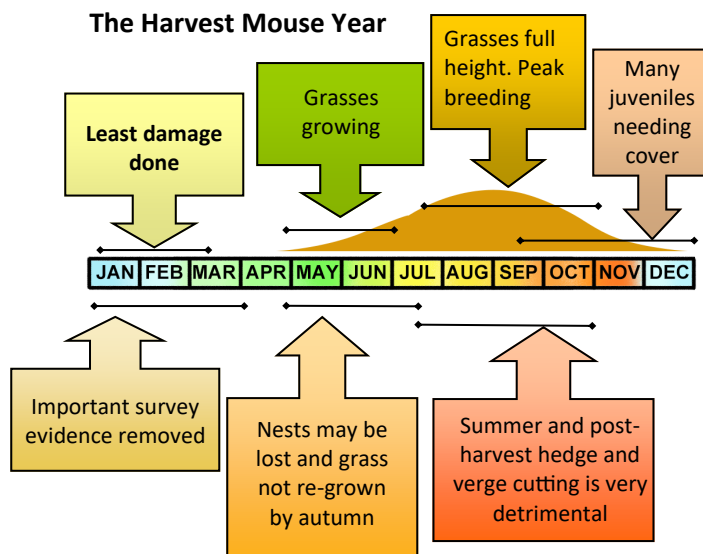 The Harvest Mouse Year
Least damage
done
Grasses
growing
Grasses full
height. Peak
breeding
Many
juveniles
needing
cover
JAN FEB MAR APR MAY JUN JUL AUG SEP OCT NOV DEC
Important survey
evidence removed
Nests may be
lost and grass
not re-grown
by autumn
Summer and post-
harvest hedge and
verge cutting is very
detrimental